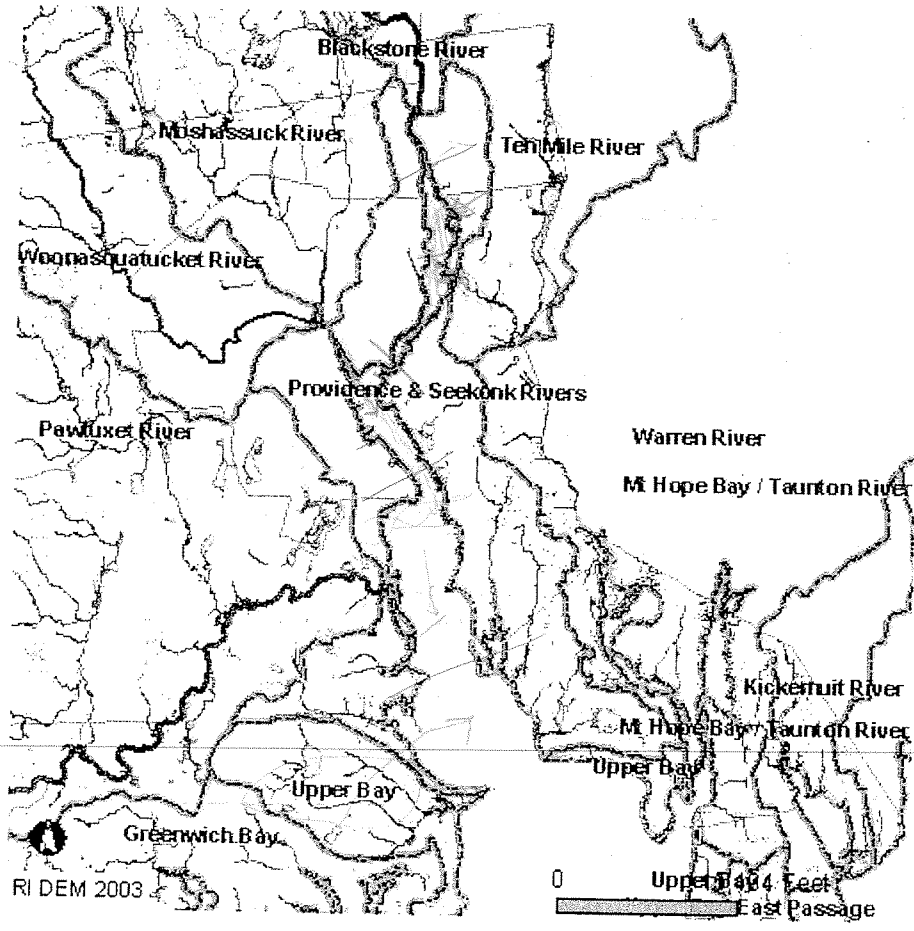 Blackstone River
Moshassuck River
Ten Mile River
Woonasquatucket River
Providence & Seekonk Rivers
Pawtuxet River
Warren River
Mt Hope Bay / Taunton River
Kickemuit River
Mt Hope Bay / Taunton River
Upper Bay
Upper Bay
Greenwich Bay
RI DEM 2003
0
Upper Bay
Feet
East Passage